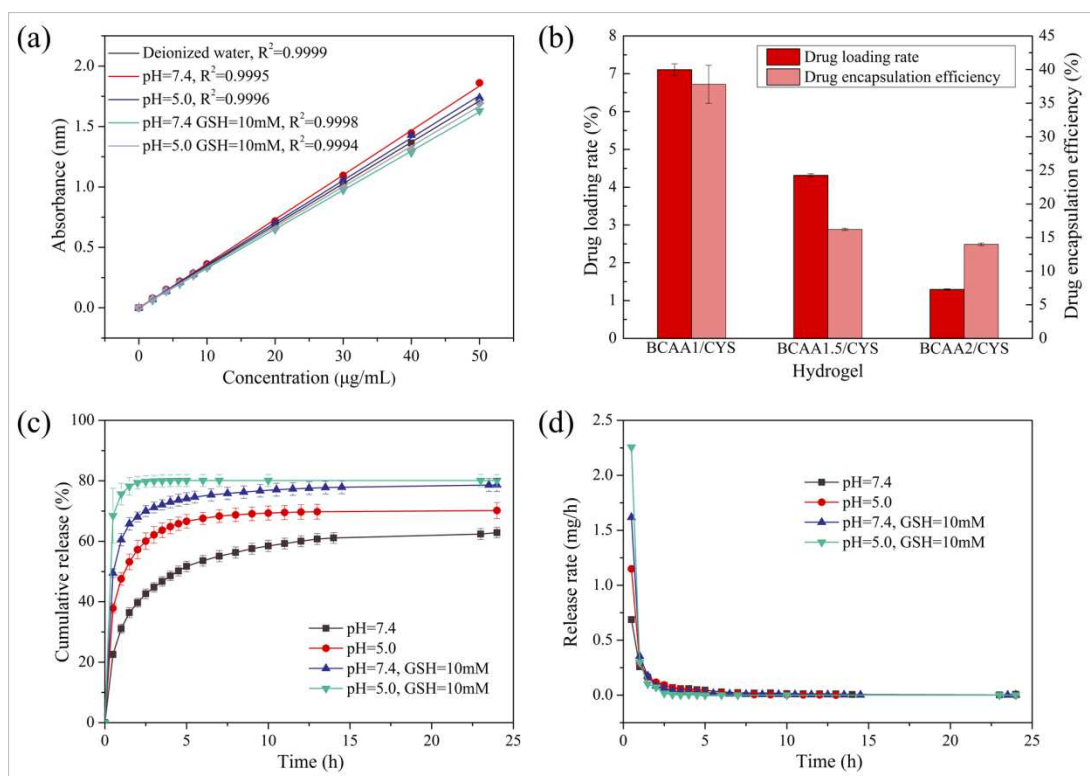 (a)
Deionized water, R²=0.9999
pH=7.4, R²=0.9995
pH=5.0, R²=0.9996
pH=7.4 GSH=10mM, R²=0.9998
pH=5.0 GSH=10mM, R²=0.9994
Absorbance (nm)
2.0
1.5
1.0
0.5
0.0
0 10 20 30 40 50
Concentration (μg/mL)
(b)
Drug loading rate
Drug encapsulation efficiency
Drug loading rate (%)
8
7
6
5
4
3
2
1
0
Drug encapsulation efficiency (%)
45
40
35
30
25
20
15
10
5
0
BCAA1/CYS BCAA1.5/CYS BCAA2/CYS
Hydrogel
(c)
Cumulative release (%)
100
80
60
40
20
0
pH=7.4
pH=5.0
pH=7.4, GSH=10mM
pH=5.0, GSH=10mM
0 5 10 15 20 25
Time (h)
(d)
Release rate (mg/h)
2.5
2.0
1.5
1.0
0.5
0.0
pH=7.4
pH=5.0
pH=7.4, GSH=10mM
pH=5.0, GSH=10mM
0 5 10 15 20 25
Time (h)